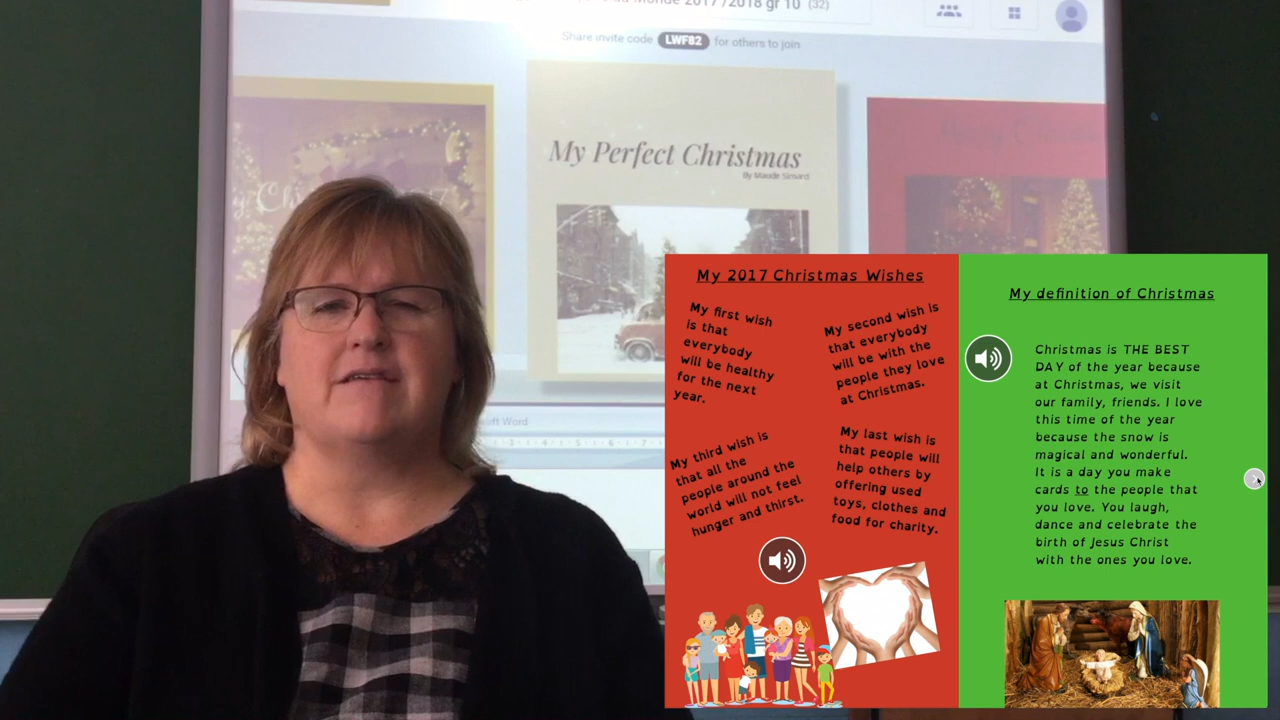 du Monde 2017 /2018 gr 10 (32)
Share invite code LWF82 for others to join
My Perfect Christmas
By Maude Simard
My 2017 Christmas Wishes
My first wish
is that
everybody
will be healthy
for the next
year.
My second wish is
that everybody
will be with the
people they love
at Christmas.
My third wish is
that all the
people around the
world will not feel
hunger and thirst.
My last wish is
that people will
help others by
offering used
toys, clothes and
food for charity.
My definition of Christmas
Christmas is THE BEST
DAY of the year because
at Christmas, we visit
our family, friends. I love
this time of the year
because the snow is
magical and wonderful.
It is a day you make
cards to the people that
you love. You laugh,
dance and celebrate the
birth of Jesus Christ
with the ones you love.